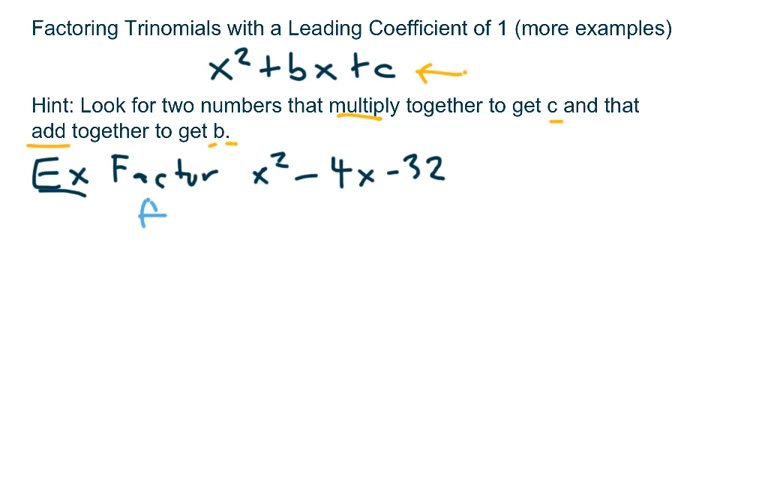 Factoring Trinomials with a Leading Coefficient of 1 (more examples)
x²+bx+c
Hint: Look for two numbers that multiply together to get c and that
add together to get b.
Ex Factor x²-4x-32